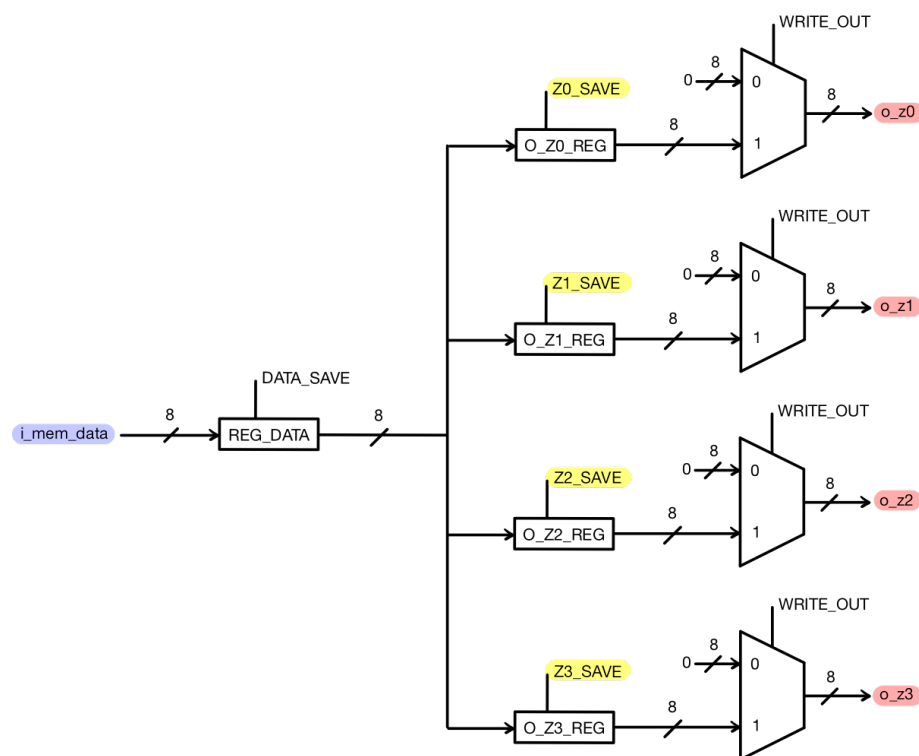 WRITE_OUT
8
0
0
Z0_SAVE
8
8
o_z0
O_Z0_REG
1
WRITE_OUT
8
0
0
Z1_SAVE
8
8
o_z1
O_Z1_REG
1
DATA_SAVE
8
8
i_mem_data
REG_DATA
WRITE_OUT
8
0
0
Z2_SAVE
8
8
o_z2
O_Z2_REG
1
WRITE_OUT
8
0
0
Z3_SAVE
8
8
o_z3
O_Z3_REG
1